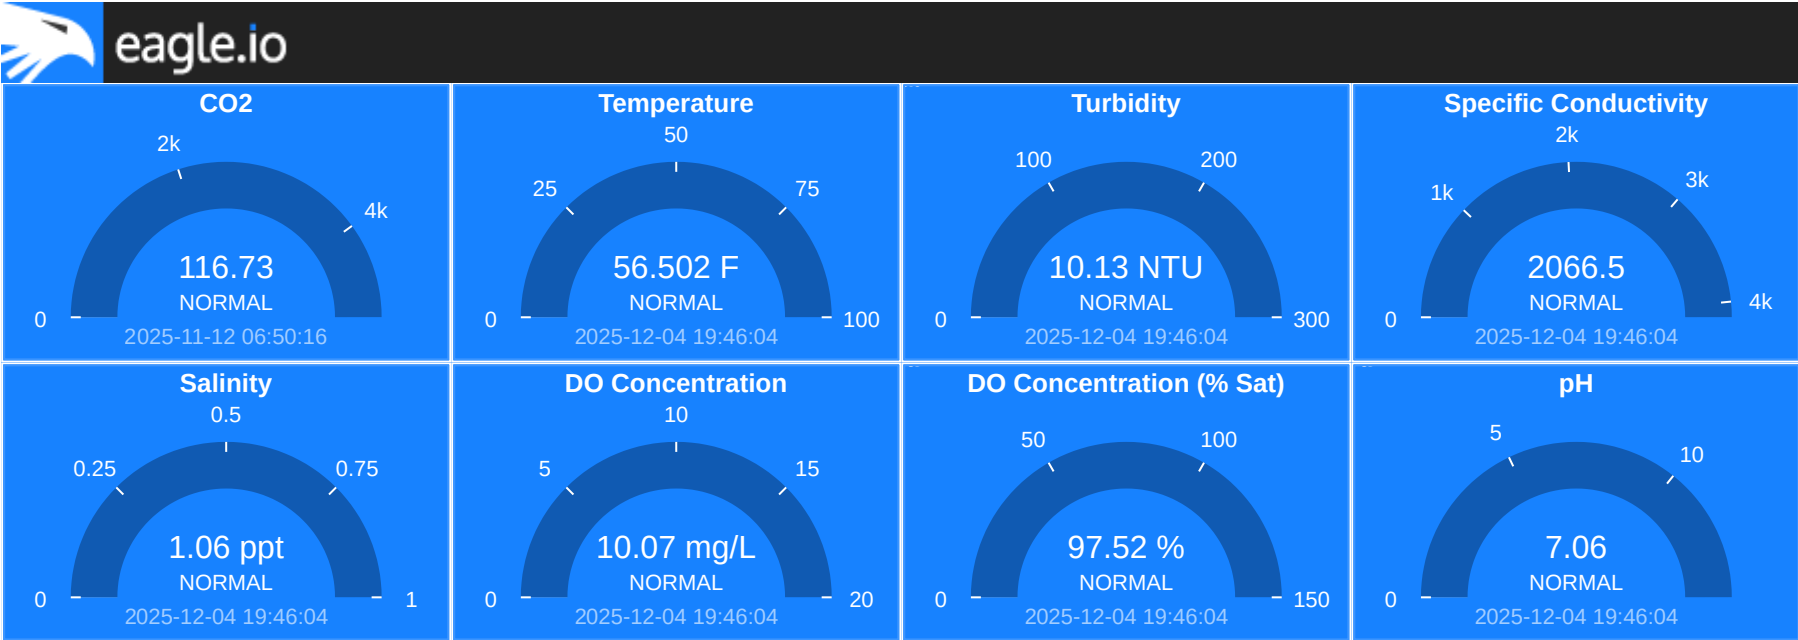 eagle.io
CO2
2k
4k
116.73
NORMAL
0
2025-11-12 06:50:16
Temperature
50
25
75
56.502 F
NORMAL
0
100
2025-12-04 19:46:04
Turbidity
100
200
10.13 NTU
NORMAL
0
300
2025-12-04 19:46:04
Specific Conductivity
2k
1k
3k
2066.5
NORMAL
4k
0
2025-12-04 19:46:04
Salinity
0.5
0.25
0.75
1.06 ppt
NORMAL
0
1
2025-12-04 19:46:04
DO Concentration
10
5
15
10.07 mg/L
NORMAL
0
20
2025-12-04 19:46:04
DO Concentration (% Sat)
50
100
97.52 %
NORMAL
0
150
2025-12-04 19:46:04
pH
5
10
7.06
NORMAL
0
2025-12-04 19:46:04